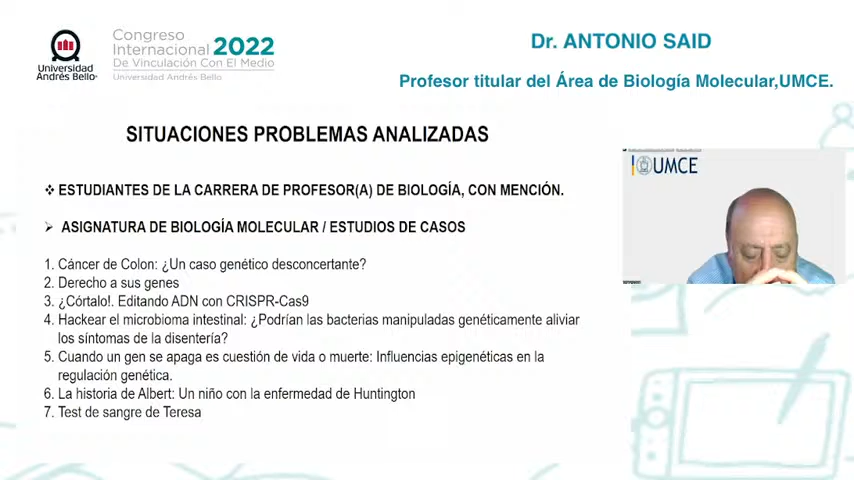 Universidad
Andrés Bello
Congreso
Internacional 2022
De Vinculación Con El Medio
Universidad Andrés Bello
Dr. ANTONIO SAID
Profesor titular del Área de Biología Molecular,UMCE.
SITUACIONES PROBLEMAS ANALIZADAS
UMCE
❖ ESTUDIANTES DE LA CARRERA DE PROFESOR(A) DE BIOLOGÍA, CON MENCIÓN.
➢ ASIGNATURA DE BIOLOGÍA MOLECULAR / ESTUDIOS DE CASOS
1. Cáncer de Colon: ¿Un caso genético desconcertante?
2. Derecho a sus genes
3. ¿Córtalo!. Editando ADN con CRISPR-Cas9
4. Hackear el microbioma intestinal: ¿Podrían las bacterias manipuladas genéticamente aliviar
los síntomas de la disentería?
5. Cuando un gen se apaga es cuestión de vida o muerte: Influencias epigenéticas en la
regulación genética.
6. La historia de Albert: Un niño con la enfermedad de Huntington
7. Test de sangre de Teresa